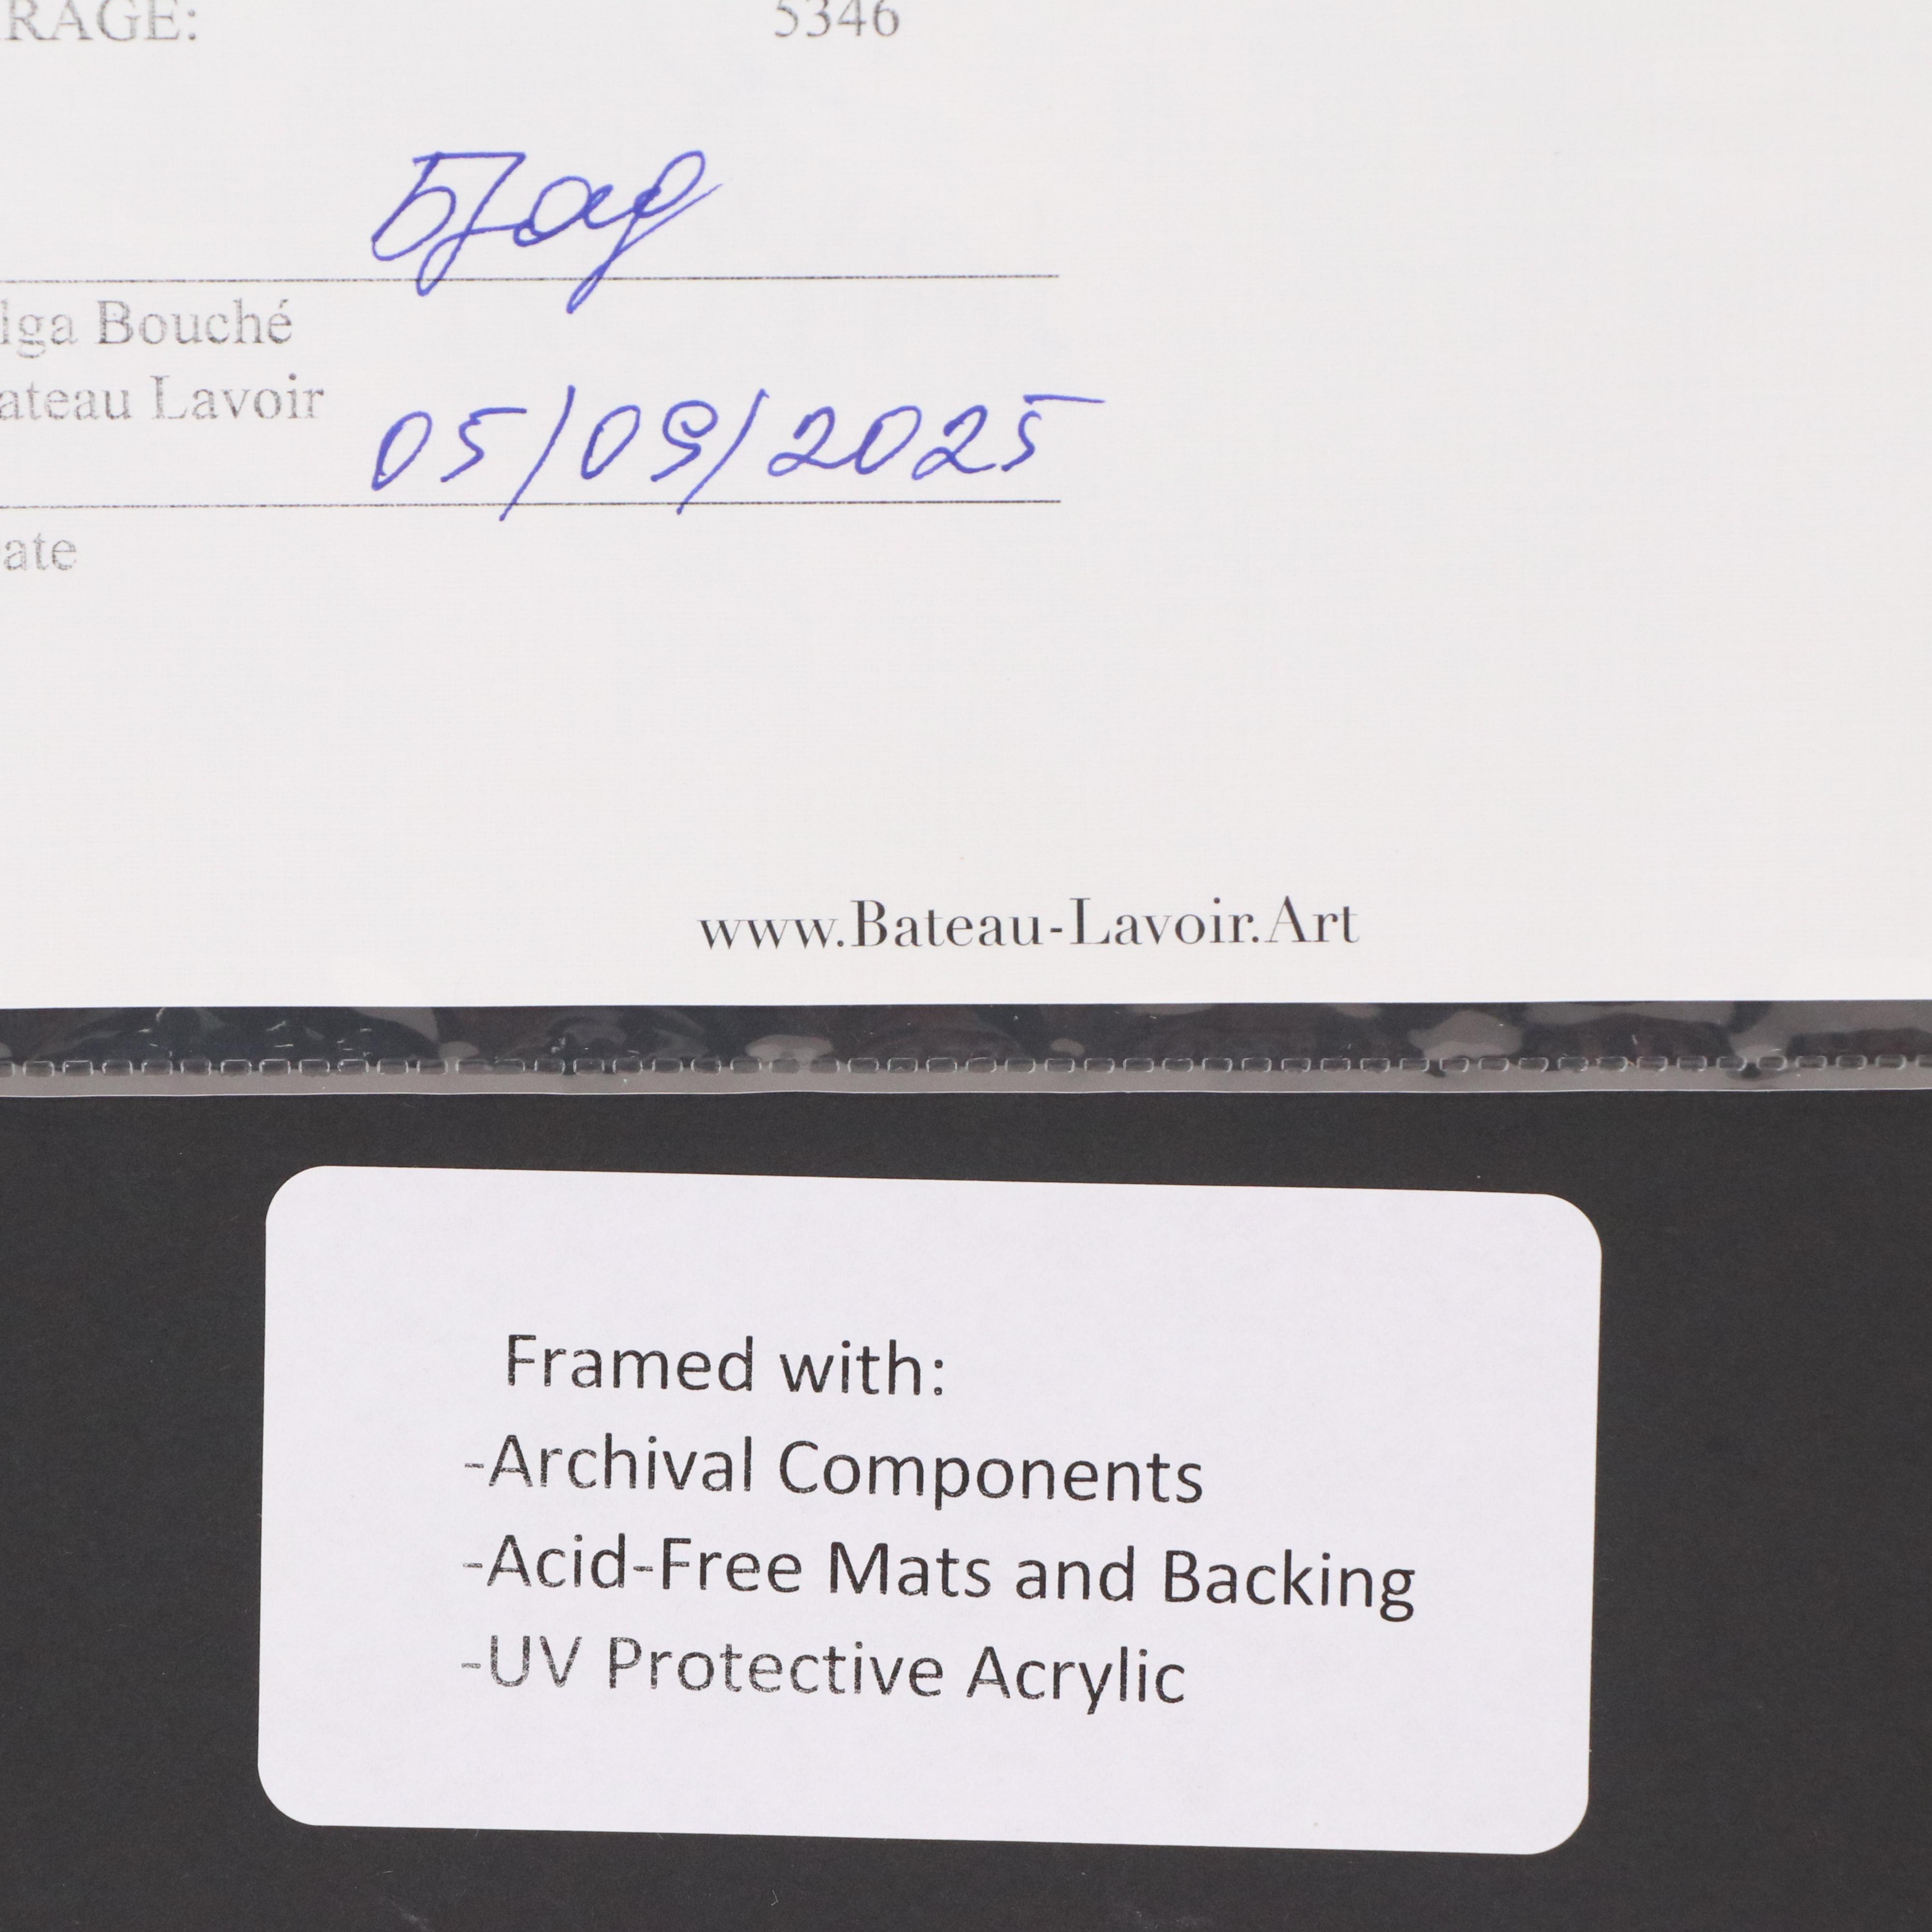 RAGE: 5346
lga Bouché
ateau Lavoir
05/09/2025
ate
www.Bateau-Lavoir.Art
Framed with:
-Archival Components
-Acid-Free Mats and Backing
-UV Protective Acrylic